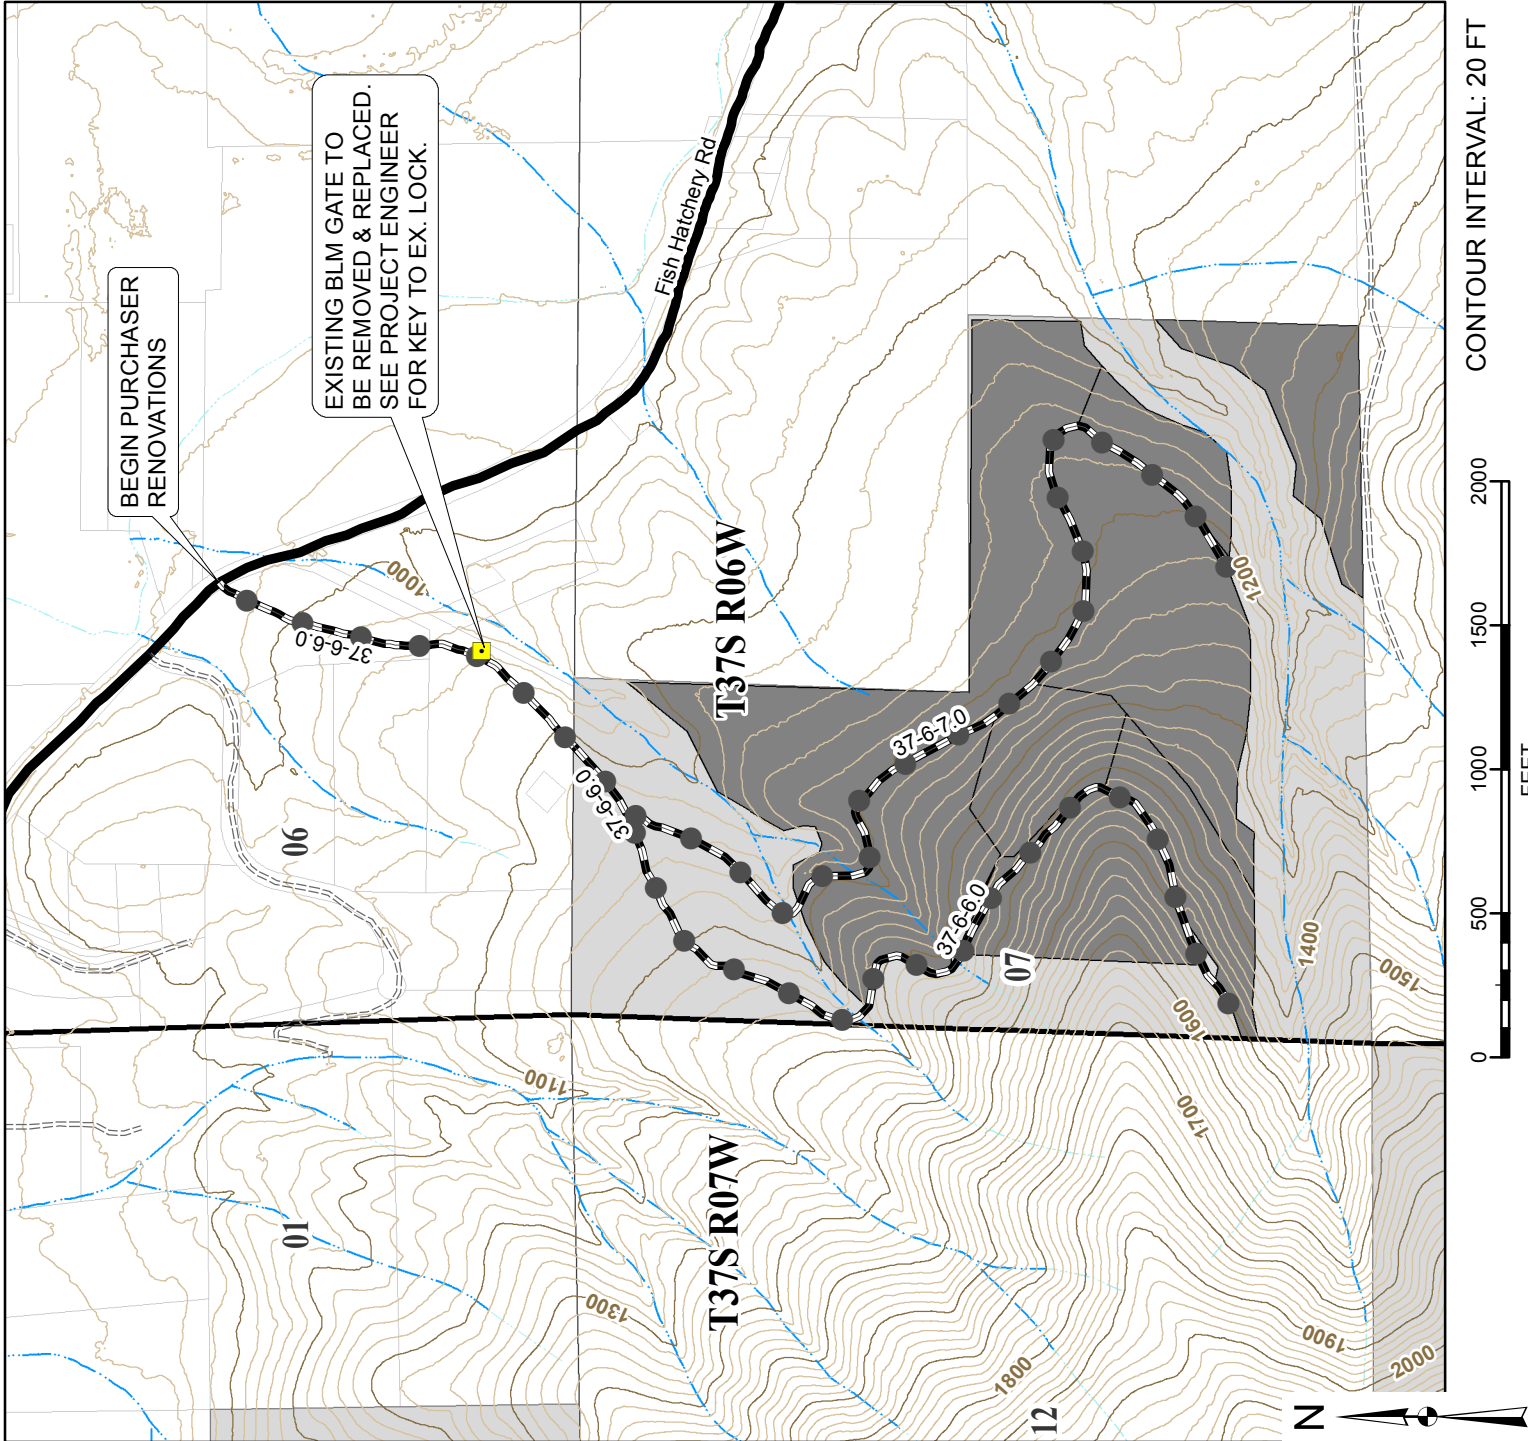 BEGIN PURCHASER
RENOVATIONS
EXISTING BLM GATE TO
BE REMOVED & REPLACED.
SEE PROJECT ENGINEER
FOR KEY TO EX. LOCK.
Fish Hatchery Rd
37-6-6.0
1000
37-6-6.0
06
T37S R06W
37-6-7.0
37-6-6.0
07
1200
1400
1500
1600
01
1100
T37S R07W
1300
1700
1800
1900
2000
12
N
CONTOUR INTERVAL: 20 FT
0 500 1000 1500 2000
FEET